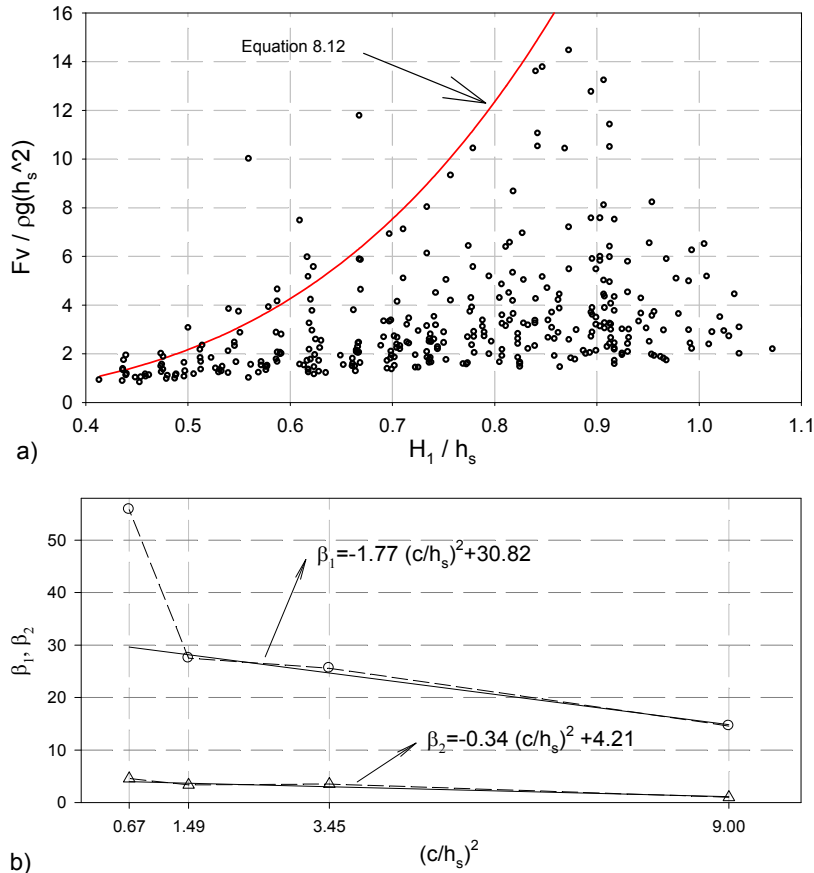 16
14
12
10
8
6
4
2
0
Fv / ρg(h_s^2)
Equation 8.12
0.4 0.5 0.6 0.7 0.8 0.9 1.0 1.1
H₁ / hₛ
a)
50
40
30
20
10
0
β₁, β₂
β₁=-1.77 (c/hₛ)²+30.82
β₂=-0.34 (c/hₛ)² +4.21
0.67 1.49 3.45 9.00
(c/hₛ)²
b)